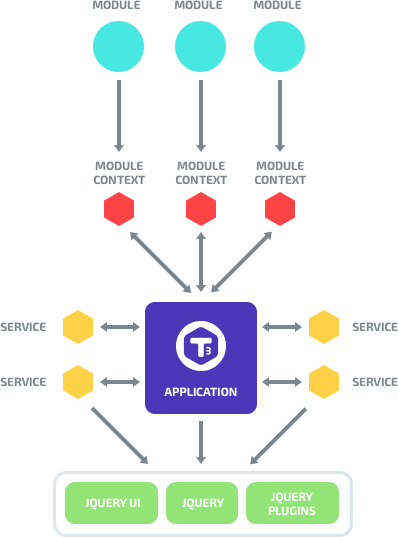 MODULE MODULE MODULE
MODULE CONTEXT
MODULE CONTEXT
MODULE CONTEXT
SERVICE
SERVICE
T3
APPLICATION
SERVICE
SERVICE
JQUERY UI
JQUERY
JQUERY
PLUGINS